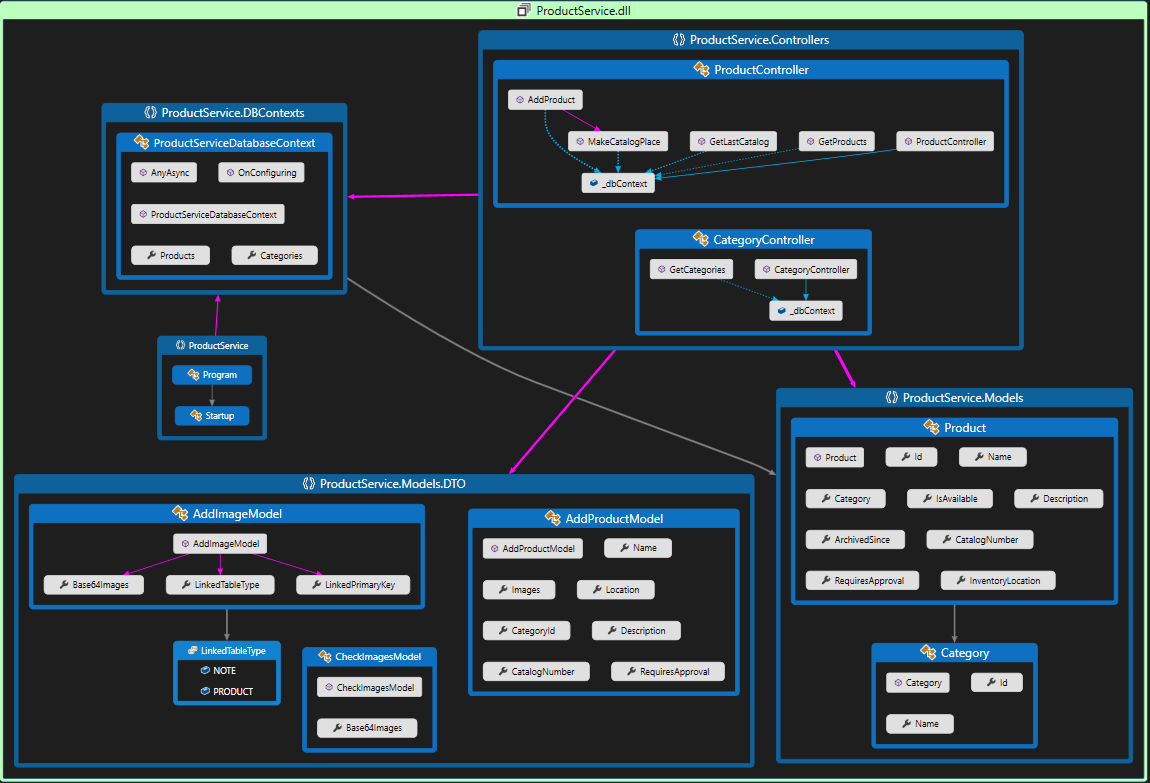 ProductService.dll
ProductService.Controllers
ProductController
AddProduct
MakeCatalogPlace
GetLastCatalog
GetProducts
ProductController
_dbContext
CategoryController
GetCategories
CategoryController
_dbContext
ProductService.DBContexts
ProductServiceDatabaseContext
AnyAsync
OnConfiguring
ProductServiceDatabaseContext
Products
Categories
ProductService
Program
Startup
ProductService.Models
Product
Product
Id
Name
Category
IsAvailable
Description
ArchivedSince
CatalogNumber
RequiresApproval
InventoryLocation
Category
Category
Id
Name
ProductService.Models.DTO
AddImageModel
AddImageModel
Base64Images
LinkedTableType
LinkedPrimaryKey
LinkedTableType
NOTE
PRODUCT
CheckImagesModel
CheckImagesModel
Base64Images
AddProductModel
AddProductModel
Name
Images
Location
CategoryId
Description
CatalogNumber
RequiresApproval